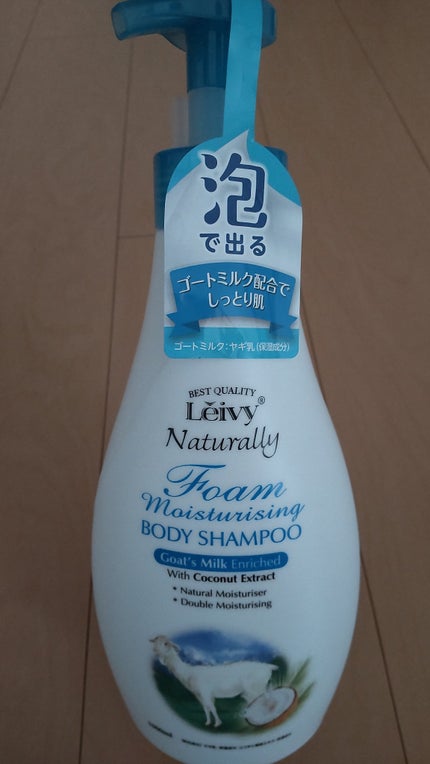 泡
で出る
ゴートミルク配合で
しっとり肌
ゴートミルク:ヤギ乳(保湿成分)
BEST QUALITY
Lěivy®
Naturally
Foam
Moisturising
BODY SHAMPOO
Goat's Milk Enriched
With Coconut Extract
* Natural Moisturiser
* Double Moisturising